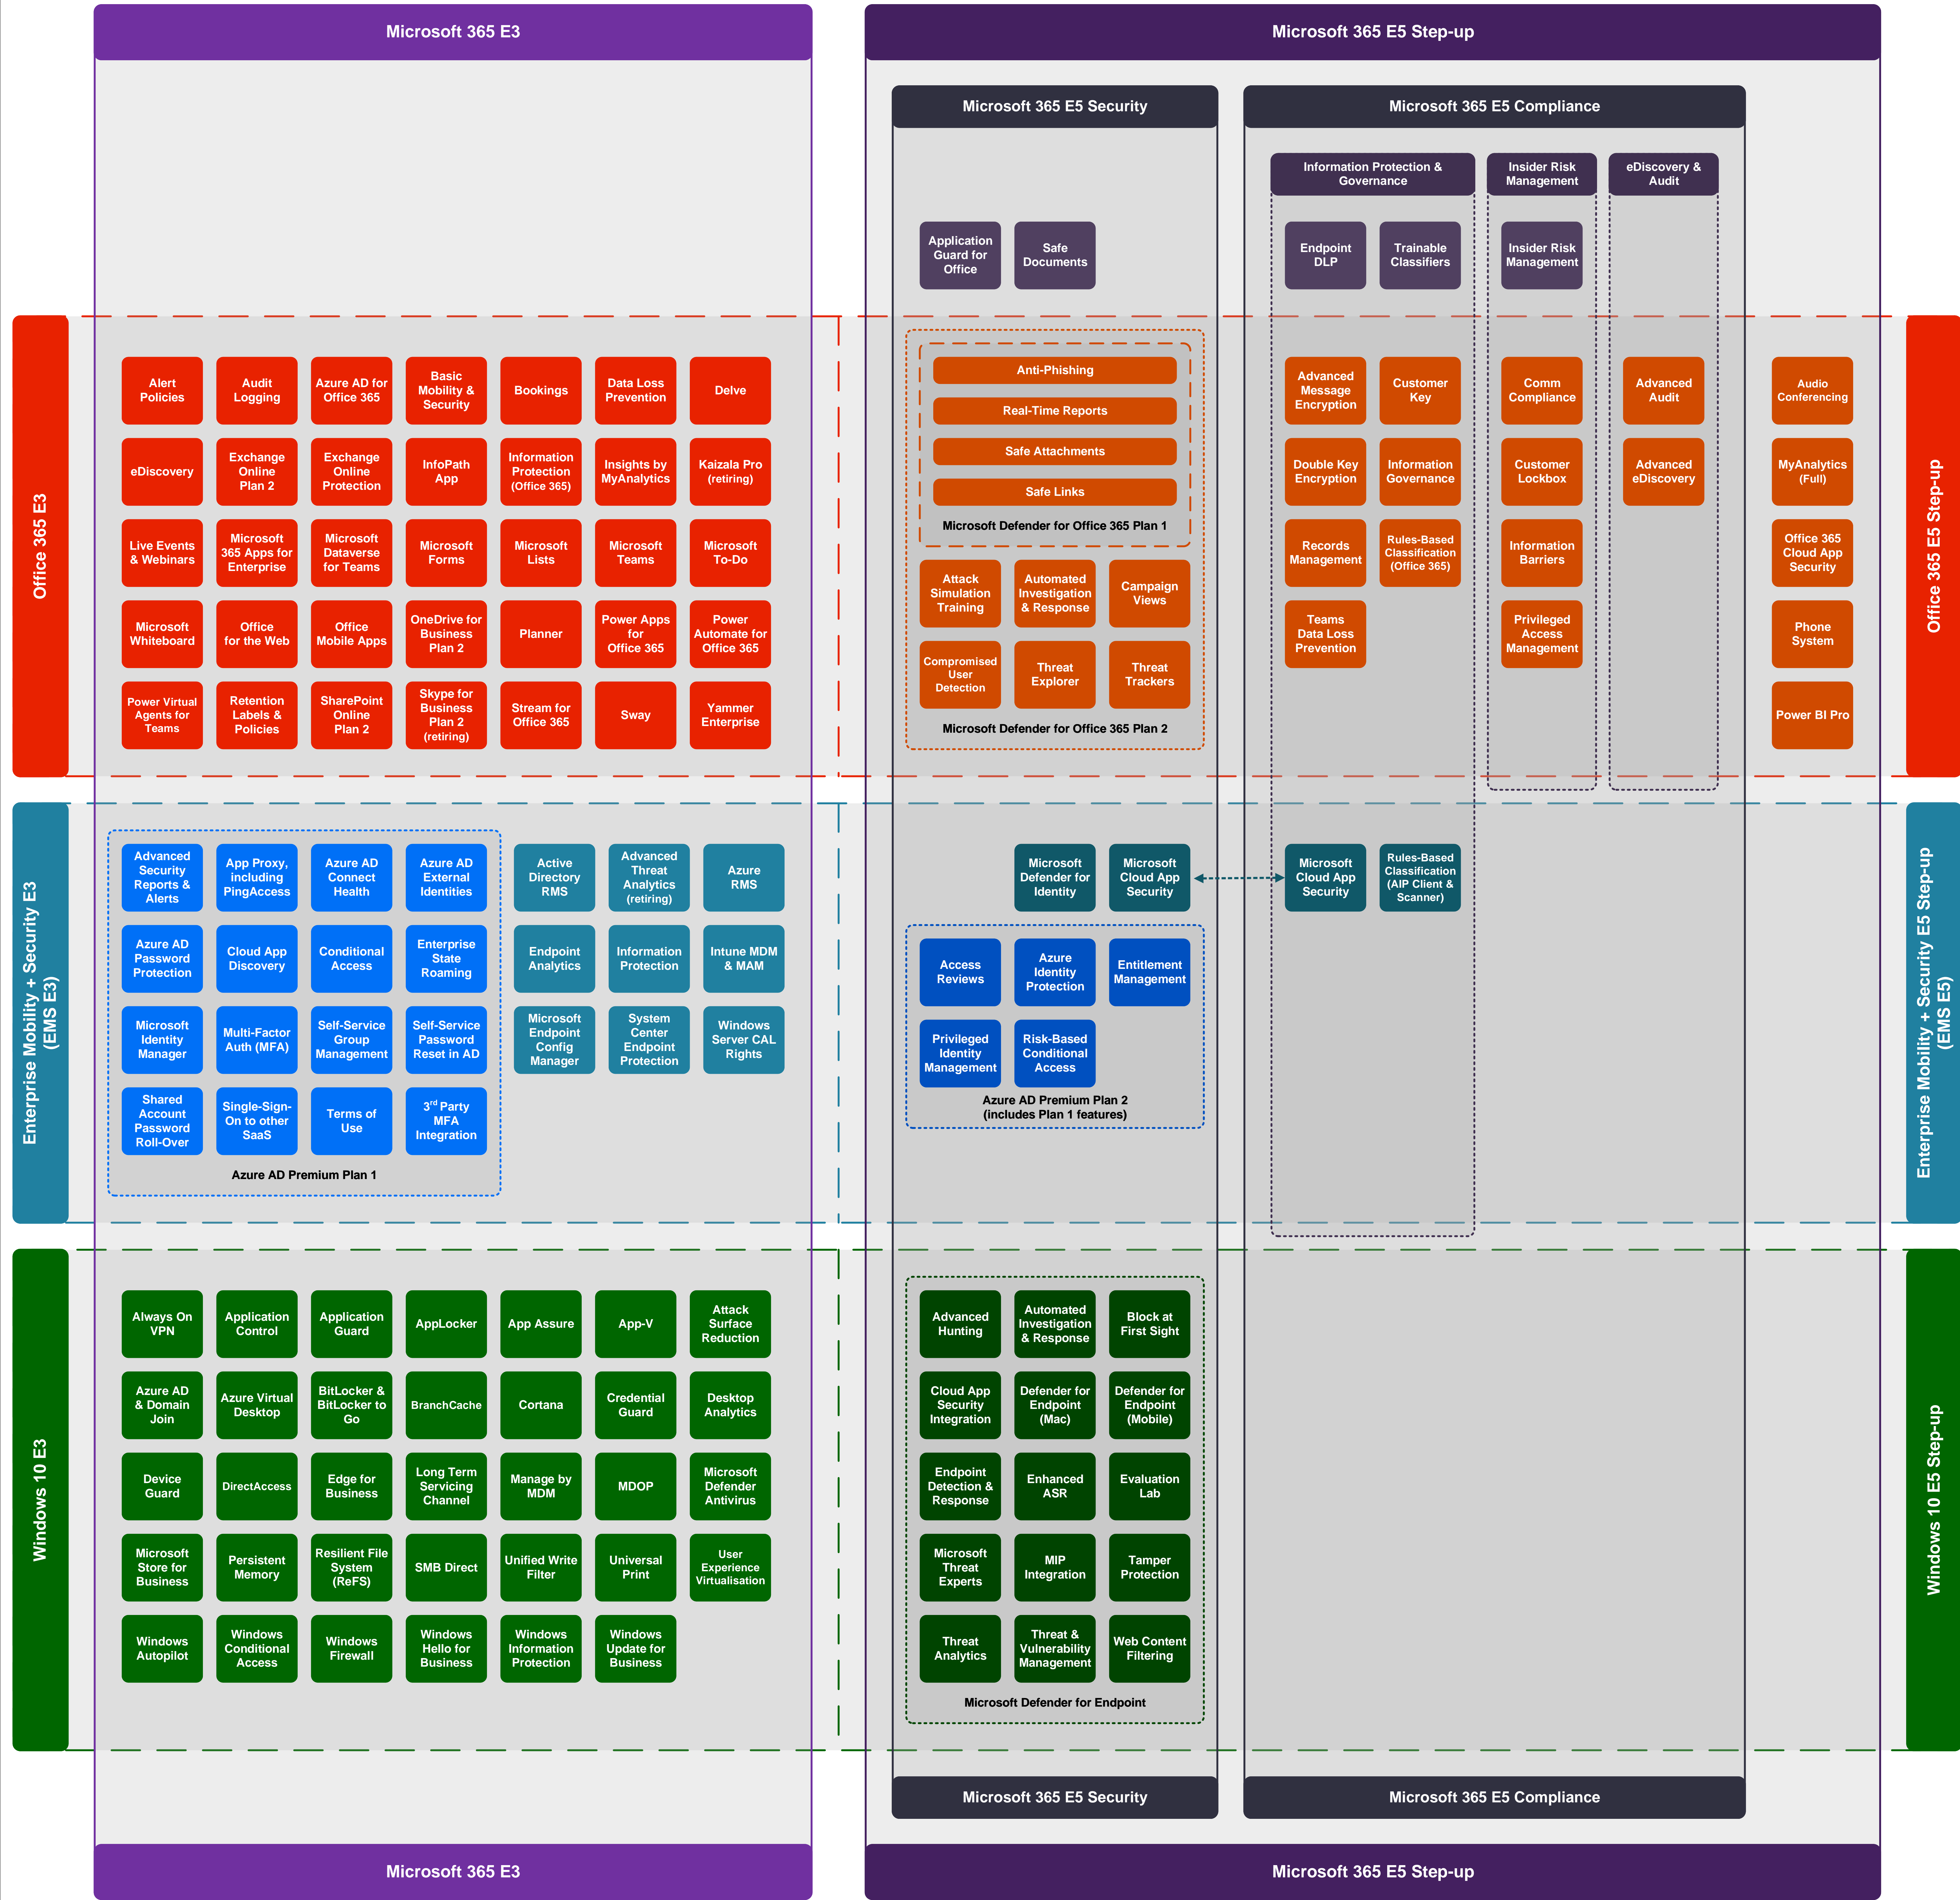 Microsoft 365 E3
Microsoft 365 E5 Step-up
Microsoft 365 E5 Security
Microsoft 365 E5 Compliance
Information Protection &
Governance
Insider Risk
Management
eDiscovery &
Audit
Application
Guard for
Office
Safe
Documents
Endpoint
DLP
Trainable
Classifiers
Insider Risk
Management
Office 365 E3
Alert
Policies
Audit
Logging
Azure AD for
Office 365
Basic
Mobility &
Security
Bookings
Data Loss
Prevention
Delve
eDiscovery
Exchange
Online
Plan 2
Exchange
Online
Protection
InfoPath
App
Information
Protection
(Office 365)
Insights by
MyAnalytics
Kaizala Pro
(retiring)
Live Events
& Webinars
Microsoft
365 Apps for
Enterprise
Microsoft
Dataverse
for Teams
Microsoft
Forms
Microsoft
Lists
Microsoft
Teams
Microsoft
To-Do
Microsoft
Whiteboard
Office
for the Web
Office
Mobile Apps
OneDrive for
Business
Plan 2
Planner
Power Apps
for
Office 365
Power
Automate for
Office 365
Power Virtual
Agents for
Teams
Retention
Labels &
Policies
SharePoint
Online
Plan 2
Skype for
Business
Plan 2
(retiring)
Stream for
Office 365
Sway
Yammer
Enterprise
Anti-Phishing
Real-Time Reports
Safe Attachments
Safe Links
Microsoft Defender for Office 365 Plan 1
Attack
Simulation
Training
Automated
Investigation
& Response
Campaign
Views
Compromised
User
Detection
Threat
Explorer
Threat
Trackers
Microsoft Defender for Office 365 Plan 2
Advanced
Message
Encryption
Customer
Key
Double Key
Encryption
Information
Governance
Records
Management
Rules-Based
Classification
(Office 365)
Teams
Data Loss
Prevention
Comm
Compliance
Customer
Lockbox
Information
Barriers
Privileged
Access
Management
Advanced
Audit
Advanced
eDiscovery
Audio
Conferencing
MyAnalytics
(Full)
Office 365
Cloud App
Security
Phone
System
Power BI Pro
Office 365 E5 Step-up
Enterprise Mobility + Security E3
(EMS E3)
Advanced
Security
Reports &
Alerts
App Proxy,
including
PingAccess
Azure AD
Connect
Health
Azure AD
External
Identities
Azure AD
Password
Protection
Cloud App
Discovery
Conditional
Access
Enterprise
State
Roaming
Microsoft
Identity
Manager
Multi-Factor
Auth (MFA)
Self-Service
Group
Management
Self-Service
Password
Reset in AD
Shared
Account
Password
Roll-Over
Single-Sign-
On to other
SaaS
Terms of
Use
3rd Party
MFA
Integration
Azure AD Premium Plan 1
Active
Directory
RMS
Advanced
Threat
Analytics
(retiring)
Azure
RMS
Endpoint
Analytics
Information
Protection
Intune MDM
& MAM
Microsoft
Endpoint
Config
Manager
System
Center
Endpoint
Protection
Windows
Server CAL
Rights
Microsoft
Defender for
Identity
Microsoft
Cloud App
Security
Microsoft
Cloud App
Security
Rules-Based
Classification
(AIP Client &
Scanner)
Access
Reviews
Azure
Identity
Protection
Entitlement
Management
Privileged
Identity
Management
Risk-Based
Conditional
Access
Azure AD Premium Plan 2
(includes Plan 1 features)
Enterprise Mobility + Security E5 Step-up
(EMS E5)
Windows 10 E3
Always On
VPN
Application
Control
Application
Guard
AppLocker
App Assure
App-V
Attack
Surface
Reduction
Azure AD
& Domain
Join
Azure Virtual
Desktop
BitLocker &
BitLocker to
Go
BranchCache
Cortana
Credential
Guard
Desktop
Analytics
Device
Guard
DirectAccess
Edge for
Business
Long Term
Servicing
Channel
Manage by
MDM
MDOP
Microsoft
Defender
Antivirus
Microsoft
Store for
Business
Persistent
Memory
Resilient File
System
(ReFS)
SMB Direct
Unified Write
Filter
Universal
Print
User
Experience
Virtualisation
Windows
Autopilot
Windows
Conditional
Access
Windows
Firewall
Windows
Hello for
Business
Windows
Information
Protection
Windows
Update for
Business
Advanced
Hunting
Automated
Investigation
& Response
Block at
First Sight
Cloud App
Security
Integration
Defender for
Endpoint
(Mac)
Defender for
Endpoint
(Mobile)
Endpoint
Detection &
Response
Enhanced
ASR
Evaluation
Lab
Microsoft
Threat
Experts
MIP
Integration
Tamper
Protection
Threat
Analytics
Threat &
Vulnerability
Management
Web Content
Filtering
Microsoft Defender for Endpoint
Windows 10 E5 Step-up
Microsoft 365 E5 Security
Microsoft 365 E5 Compliance
Microsoft 365 E3
Microsoft 365 E5 Step-up